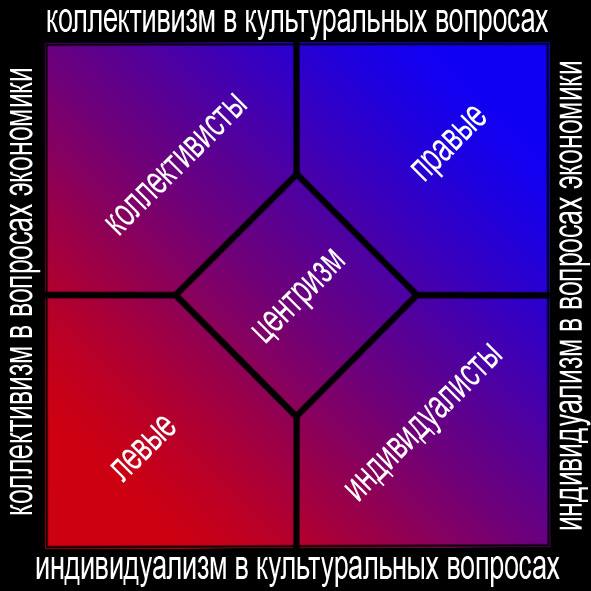 коллективизм в культуральных вопросах
коллективизм в вопросах экономики
коллективисты
правые
центризм
левые
индивидуалисты
индивидуализм в вопросах экономики
индивидуализм в культуральных вопросах